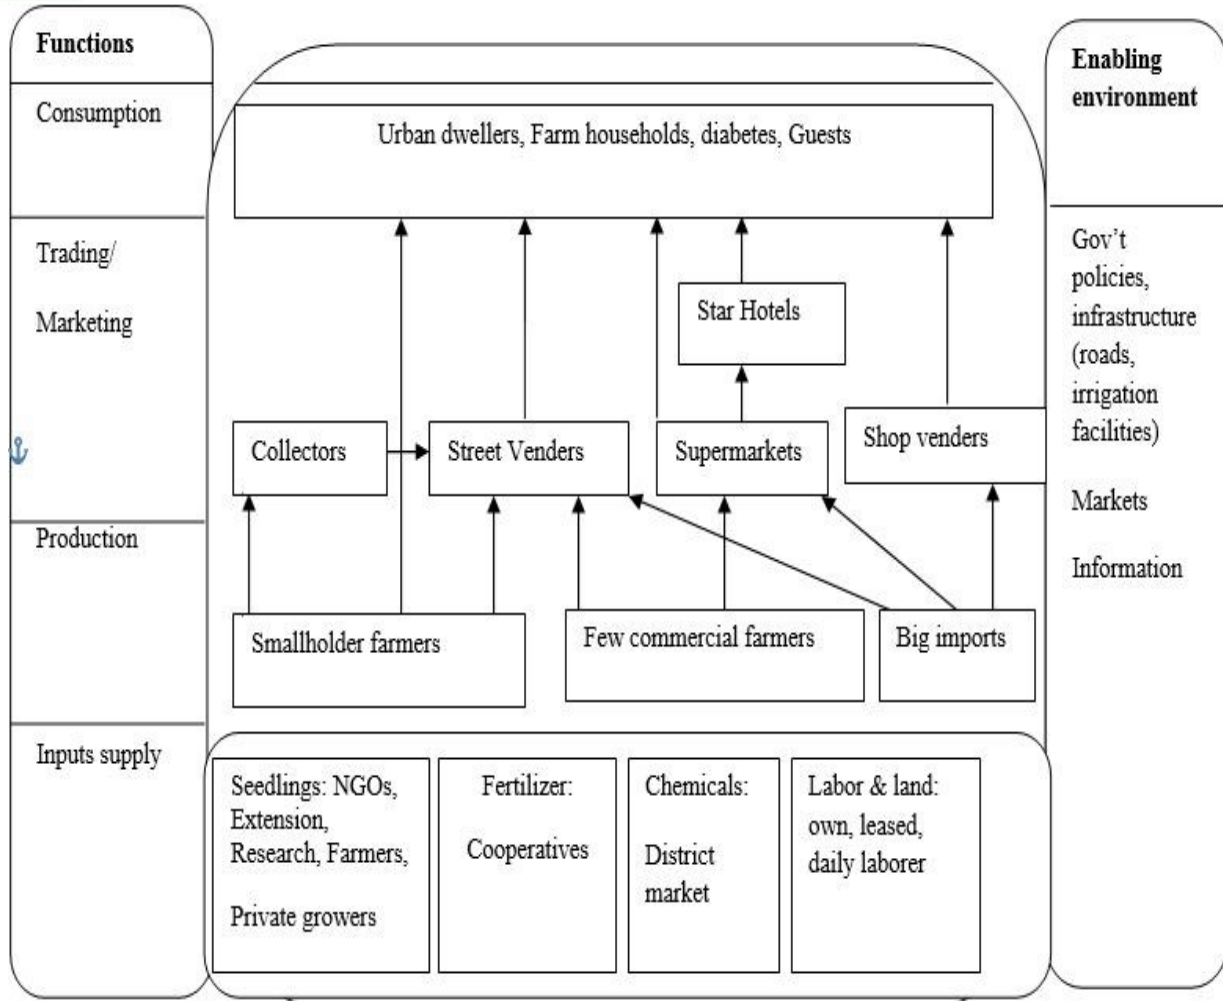 Functions
Consumption
Trading/
Marketing
Production
Inputs supply
Urban dwellers, Farm households, diabetes, Guests
Star Hotels
Collectors
Street Venders
Supermarkets
Shop venders
Smallholder farmers
Few commercial farmers
Big imports
Seedlings: NGOs,
Extension,
Research, Farmers,
Private growers
Fertilizer:
Cooperatives
Chemicals:
District
market
Labor & land:
own, leased,
daily laborer
Enabling
environment
Gov’t
policies,
infrastructure
(roads,
irrigation
facilities)
Markets
Information